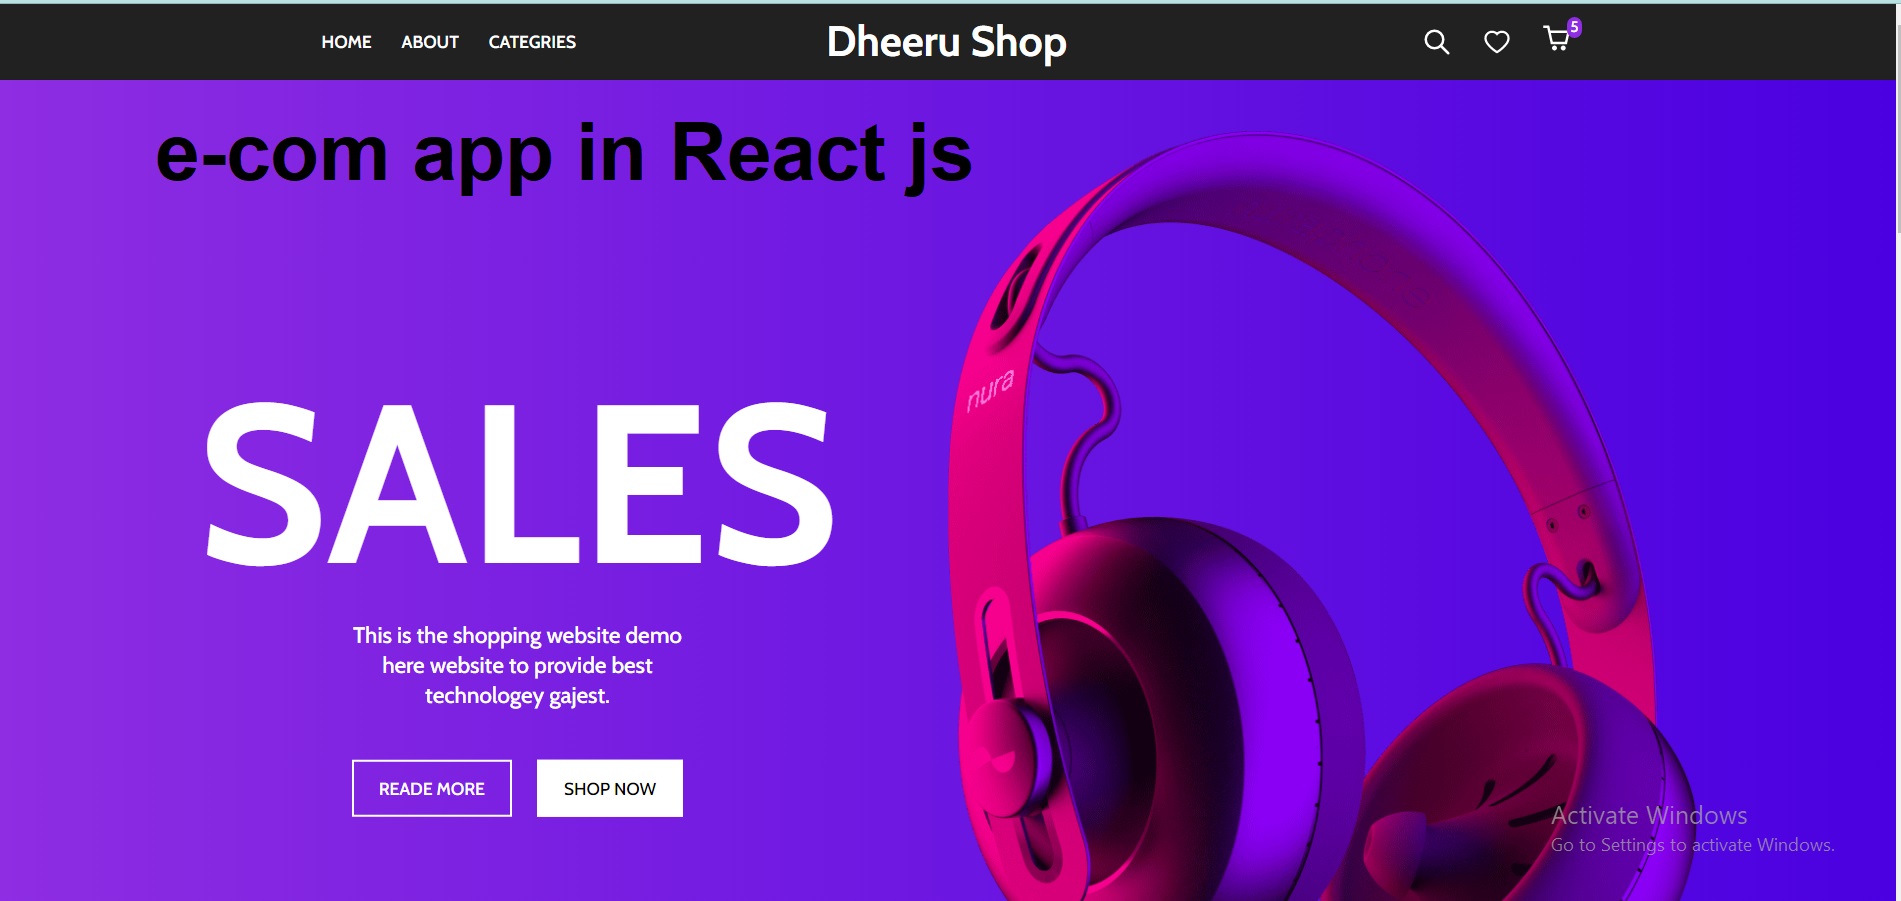 HOME ABOUT CATEGRIES Dheeru Shop 5
e-com app in React js
nura
SALES
This is the shopping website demo
here website to provide best
technologey gajest.
READE MORE SHOP NOW
Activate Windows
Go to Settings to activate Windows.